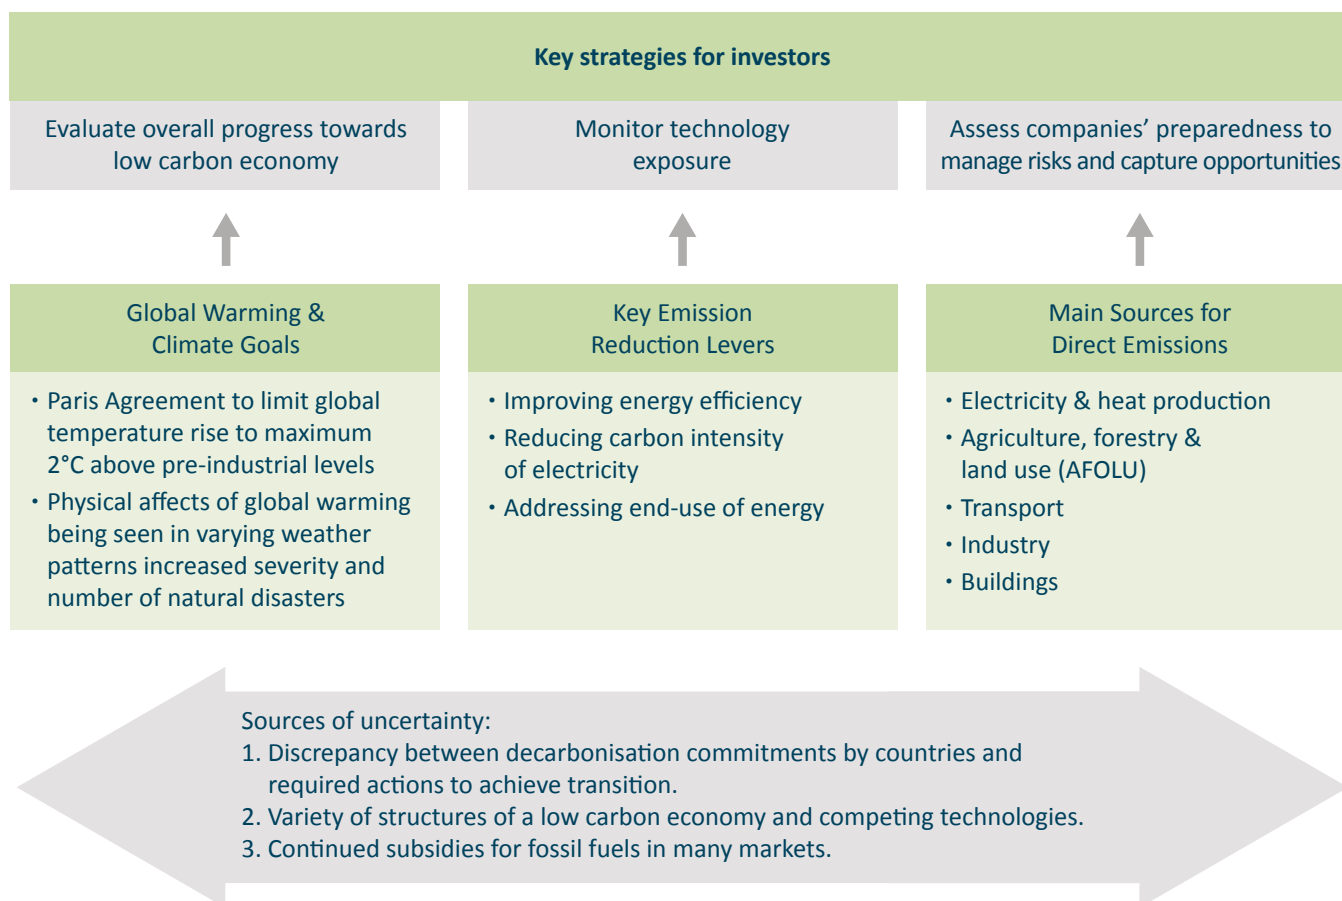 Key strategies for investors
Evaluate overall progress towards
low carbon economy
Monitor technology
exposure
Assess companies’ preparedness to
manage risks and capture opportunities
Global Warming &
Climate Goals
• Paris Agreement to limit global
temperature rise to maximum
2°C above pre-industrial levels
• Physical affects of global warming
being seen in varying weather
patterns increased severity and
number of natural disasters
Key Emission
Reduction Levers
• Improving energy efficiency
• Reducing carbon intensity
of electricity
• Addressing end-use of energy
Main Sources for
Direct Emissions
• Electricity & heat production
• Agriculture, forestry &
land use (AFOLU)
• Transport
• Industry
• Buildings
Sources of uncertainty:
1. Discrepancy between decarbonisation commitments by countries and
required actions to achieve transition.
2. Variety of structures of a low carbon economy and competing technologies.
3. Continued subsidies for fossil fuels in many markets.